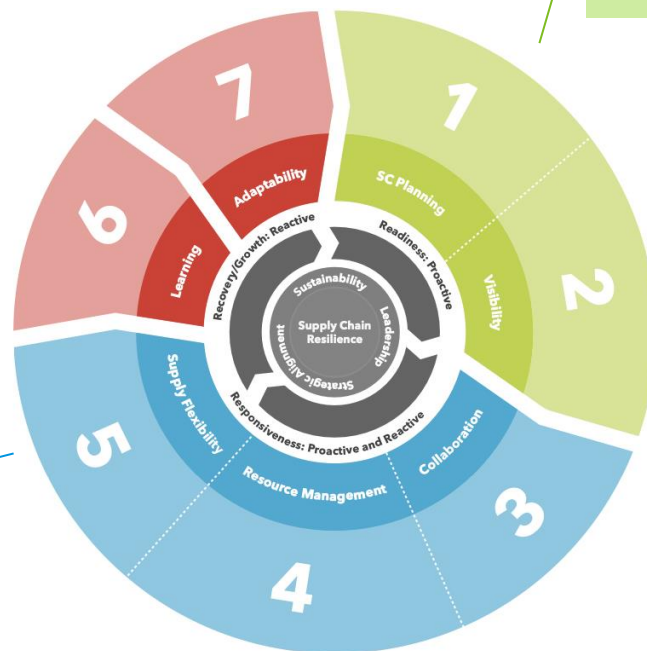 1
SC Planning
2
Visibility
3
Collaboration
4
Resource Management
5
Supply Flexibility
6
Learning
7
Adaptability
Readiness: Proactive
Responsiveness: Proactive and Reactive
Recovery/Growth: Reactive
Sustainability
Leadership
Strategic Alignment
Supply Chain
Resilience